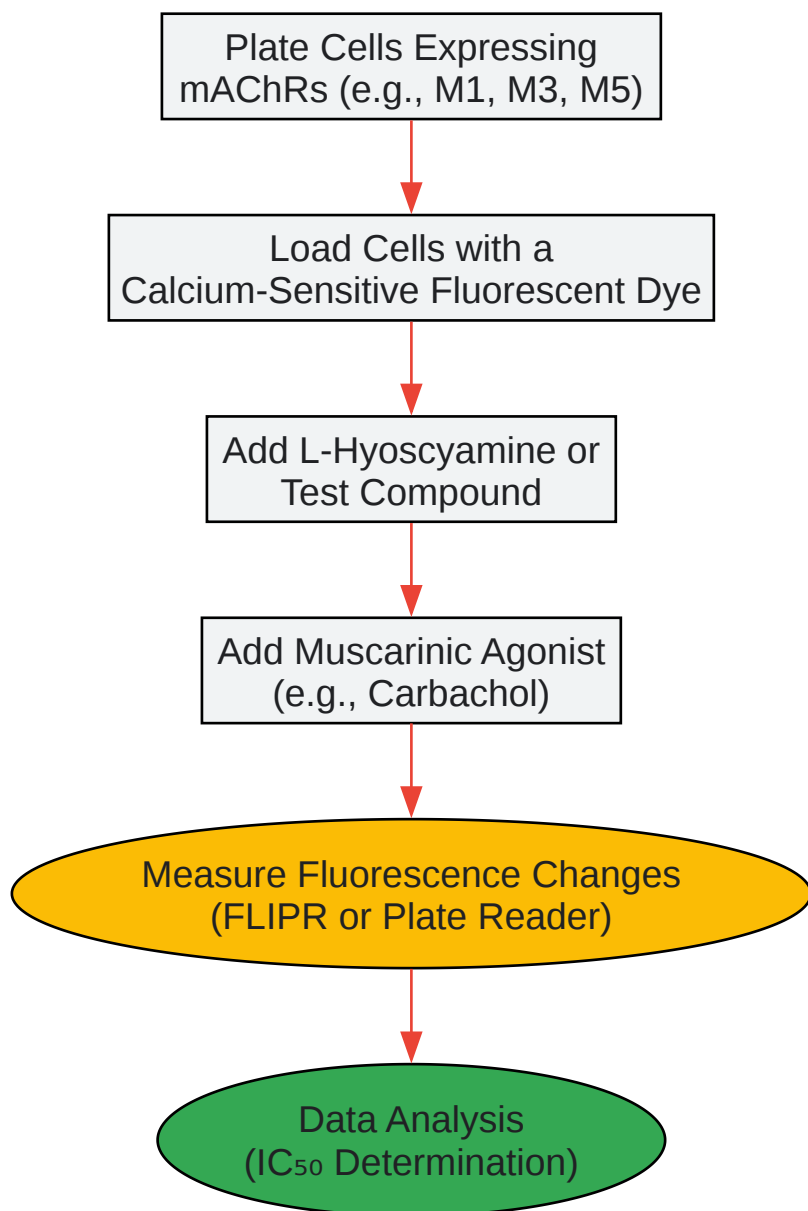 Plate Cells Expressing
mAChRs (e.g., M1, M3, M5)
Load Cells with a
Calcium-Sensitive Fluorescent Dye
Add L-Hyoscyamine or
Test Compound
Add Muscarinic Agonist
(e.g., Carbachol)
Measure Fluorescence Changes
(FLIPR or Plate Reader)
Data Analysis
(IC₅₀ Determination)